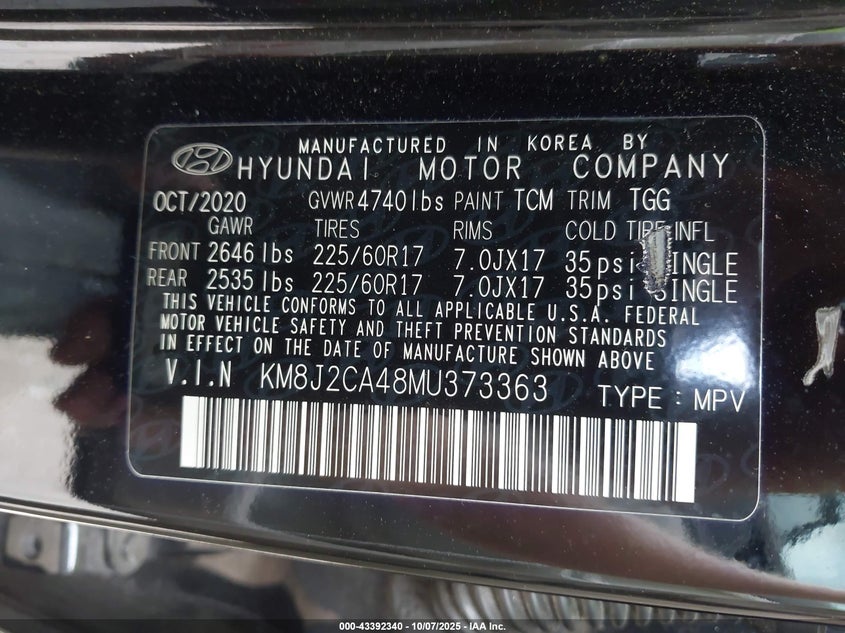 MANUFACTURED IN KOREA BY
HYUNDAI MOTOR COMPANY
OCT/2020 GVWR 4740 lbs PAINT TCM TRIM TGG
GAWR TIRES RIMS COLD TIRE INFL
FRONT 2646 lbs 225/60R17 7.0JX17 35 psi SINGLE
REAR 2535 lbs 225/60R17 7.0JX17 35 psi SINGLE
THIS VEHICLE CONFORMS TO ALL APPLICABLE U.S.A. FEDERAL
MOTOR VEHICLE SAFETY AND THEFT PREVENTION STANDARDS
IN EFFECT ON THE DATE OF MANUFACTURE SHOWN ABOVE
V.I.N KM8J2CA48MU373363 TYPE : MPV
000-43392340 - 10/07/2025 - IAA Inc.